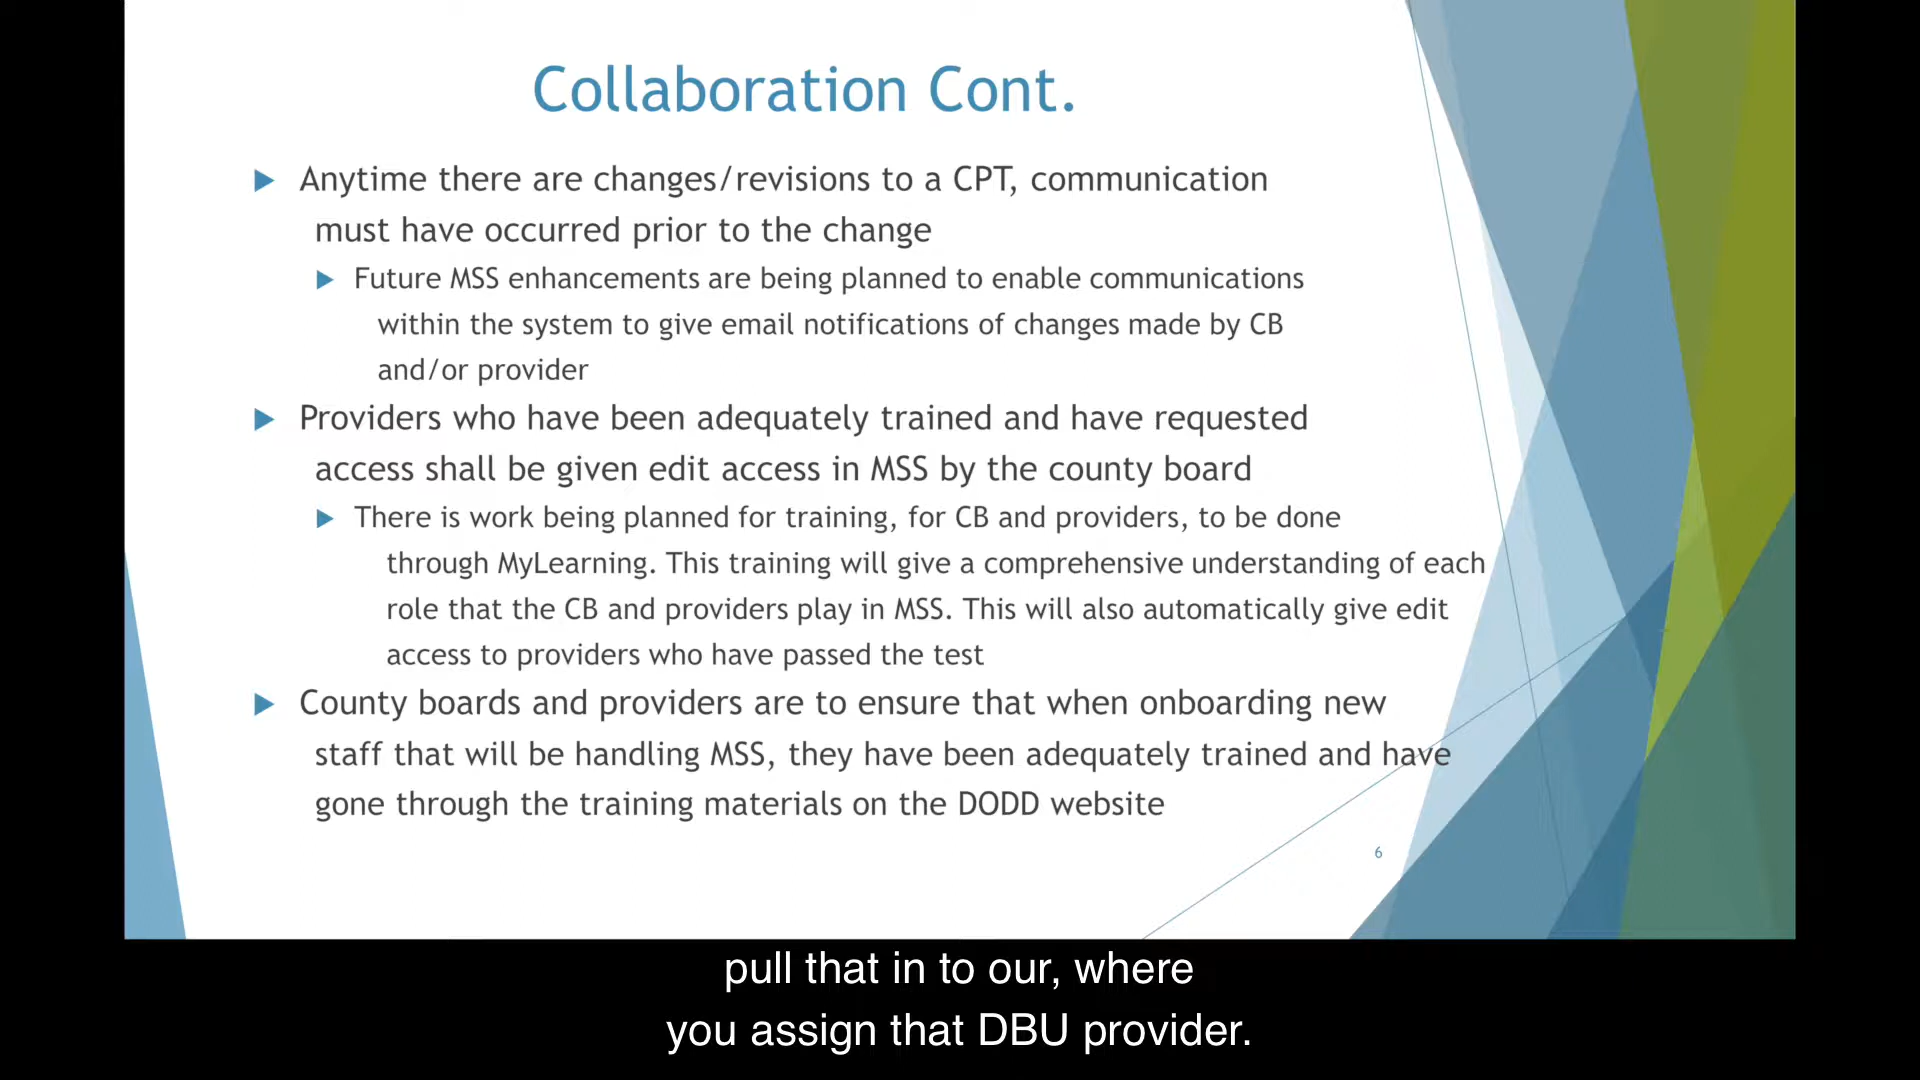 Collaboration Cont.
Anytime there are changes/revisions to a CPT, communication
must have occurred prior to the change
Future MSS enhancements are being planned to enable communications
within the system to give email notifications of changes made by CB
and/or provider
Providers who have been adequately trained and have requested
access shall be given edit access in MSS by the county board
There is work being planned for training, for CB and providers, to be done
through MyLearning. This training will give a comprehensive understanding of each
role that the CB and providers play in MSS. This will also automatically give edit
access to providers who have passed the test
County boards and providers are to ensure that when onboarding new
staff that will be handling MSS, they have been adequately trained and have
gone through the training materials on the DODD website
6
pull that in to our, where
you assign that DBU provider.